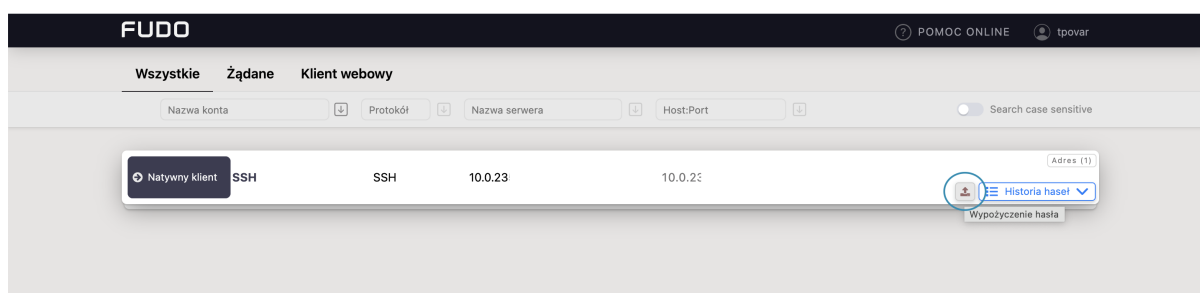 FUDO
POMOC ONLINE tpovar
Wszystkie Żądane Klient webowy
Nazwa konta Protokół Nazwa serwera Host:Port Search case sensitive
Adres (1)
Natywny klient SSH SSH 10.0.23 10.0.23
Historia haseł
Wypożyczenie hasła